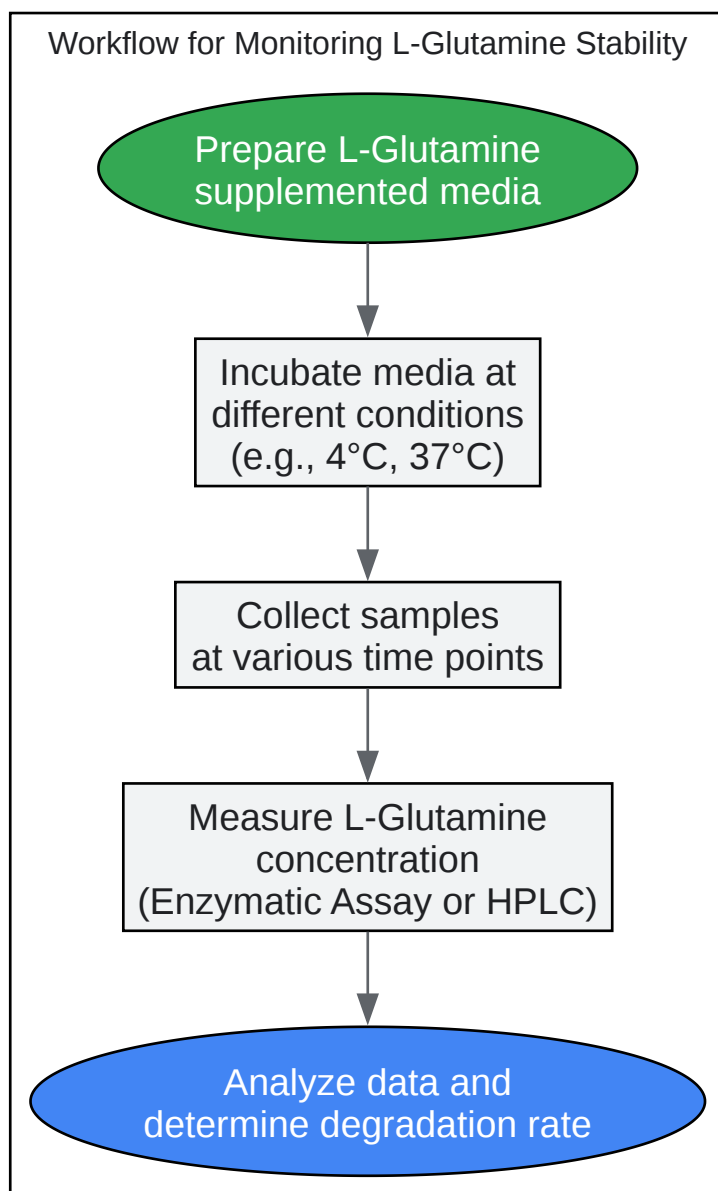 Workflow for Monitoring L-Glutamine Stability
Prepare L-Glutamine
supplemented media
Incubate media at
different conditions
(e.g., 4°C, 37°C)
Collect samples
at various time points
Measure L-Glutamine
concentration
(Enzymatic Assay or HPLC)
Analyze data and
determine degradation rate